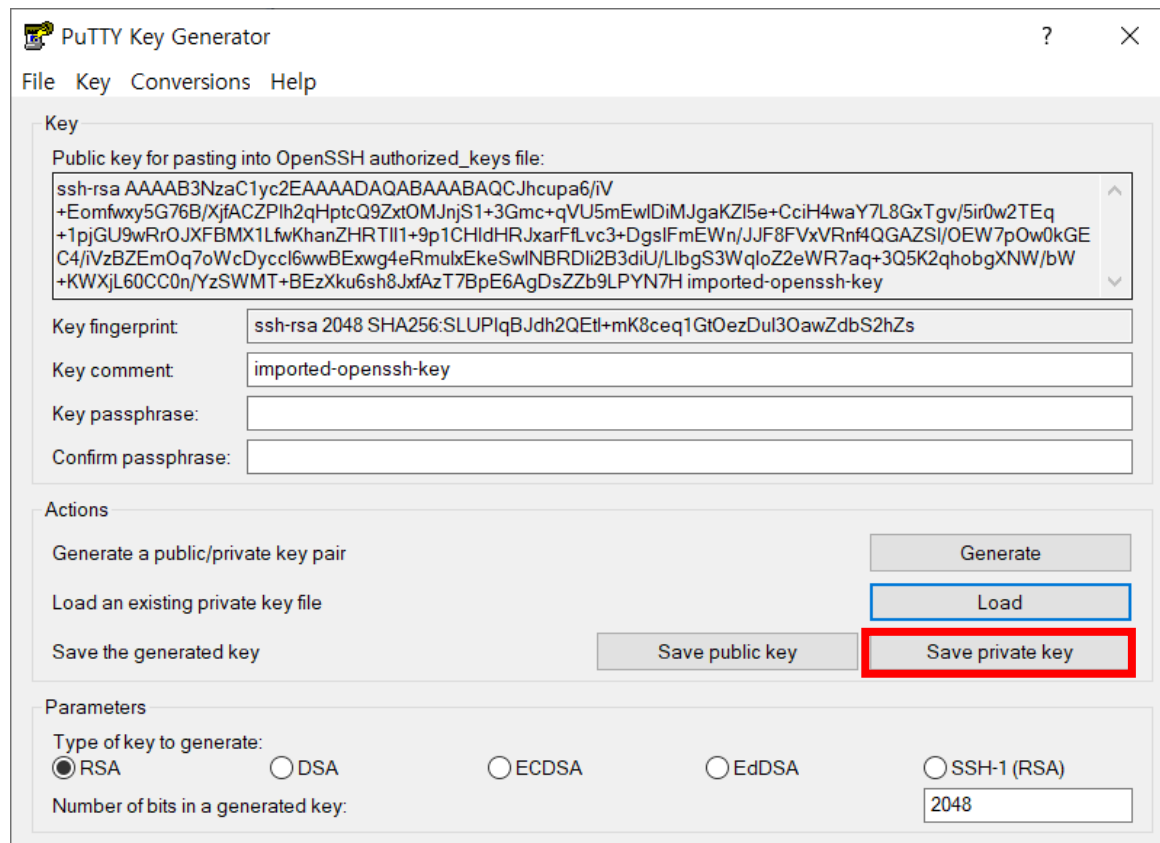 PuTTY Key Generator
?
File Key Conversions Help
Key
Public key for pasting into OpenSSH authorized_keys file:
ssh-rsa AAAAB3NzaC1yc2EAAAADAQABAAABAQCJhcupa6/iV
+Eomfwxy5G76B/XjfACZPlh2qHptcQ9ZxtOMJnjS1+3Gmc+qVU5mEwlDiMJgaKZl5e+CciH4waY7L8GxTgv/5ir0w2TEq
+1pjGU9wRrOJXFBMX1LfwKhanZHRTIl1+9p1CHldHRJxarFfLvc3+DgslFmEWn/JJF8FVxVRnf4QGAZSl/OEW7pOw0kGE
C4/iVzBZEmOq7oWcDyccl6wwBExwg4eRmulxEkeSwlNBRDli2B3diU/LlbgS3WqloZ2eWR7aq+3Q5K2qhobgXNW/bW
+KWXjL60CC0n/YzSWMT+BEzXku6sh8JxfAzT7BpE6AgDsZZb9LPYN7H imported-openssh-key
Key fingerprint:
ssh-rsa 2048 SHA256:SLUPlqBJdh2QEtl+mK8ceq1GtOezDul3OawZdbS2hZs
Key comment:
imported-openssh-key
Key passphrase:
Confirm passphrase:
Actions
Generate a public/private key pair
Generate
Load an existing private key file
Load
Save the generated key
Save public key
Save private key
Parameters
Type of key to generate:
RSA DSA ECDSA EdDSA SSH-1 (RSA)
Number of bits in a generated key:
2048